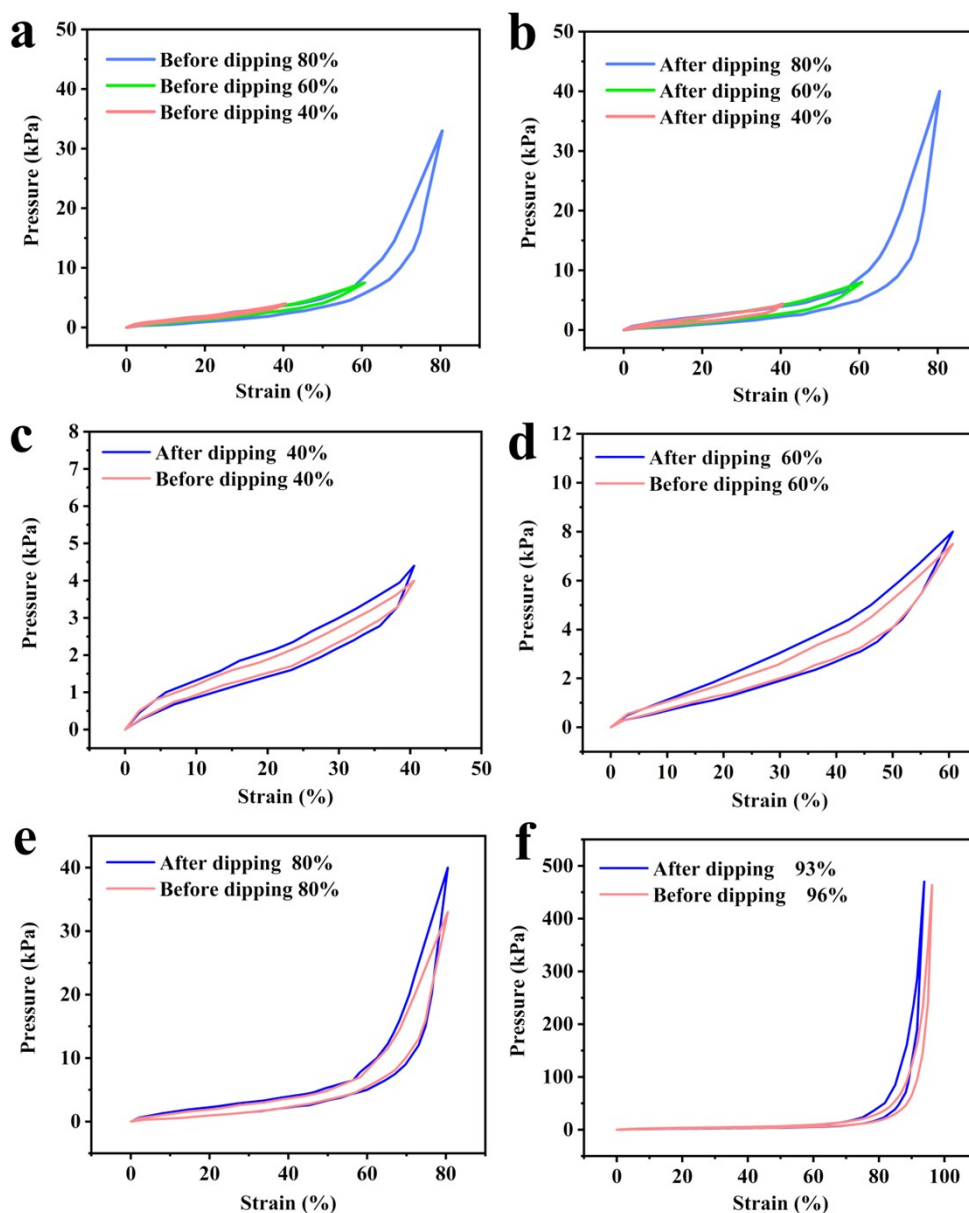 a
50
40
30
20
10
0
Pressure (kPa)
Before dipping 80%
Before dipping 60%
Before dipping 40%
0 20 40 60 80
Strain (%)
b
50
40
30
20
10
0
Pressure (kPa)
After dipping 80%
After dipping 60%
After dipping 40%
0 20 40 60 80
Strain (%)
c
8
7
6
5
4
3
2
1
0
Pressure (kPa)
After dipping 40%
Before dipping 40%
0 10 20 30 40 50
Strain (%)
d
12
10
8
6
4
2
0
Pressure (kPa)
After dipping 60%
Before dipping 60%
0 10 20 30 40 50 60
Strain (%)
e
40
30
20
10
0
Pressure (kPa)
After dipping 80%
Before dipping 80%
0 20 40 60 80
Strain (%)
f
500
400
300
200
100
0
Pressure (kPa)
After dipping 93%
Before dipping 96%
0 20 40 60 80 100
Strain (%)